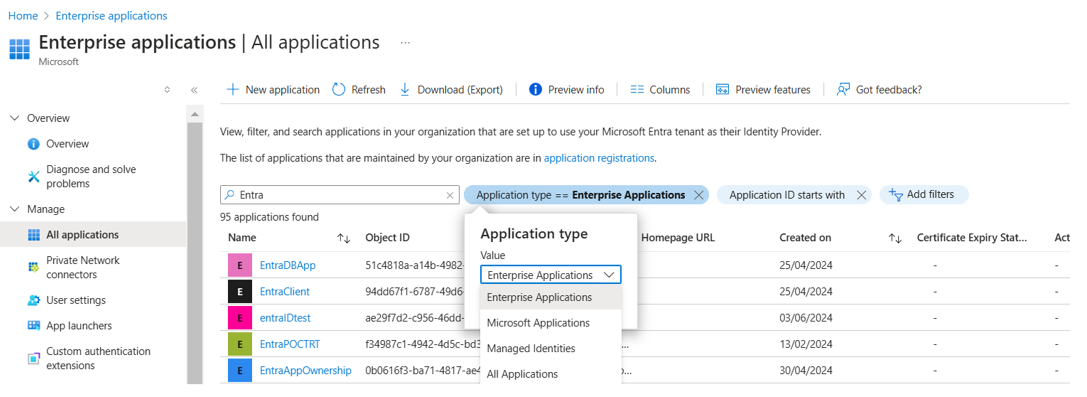 Home > Enterprise applications
Enterprise applications | All applications ...
Microsoft
New application Refresh Download (Export) Preview info Columns Preview features Got feedback?
Overview
Overview
Diagnose and solve problems
Manage
All applications
Private Network connectors
User settings
App launchers
Custom authentication extensions
View, filter, and search applications in your organization that are set up to use your Microsoft Entra tenant as their Identity Provider.
The list of applications that are maintained by your organization are in application registrations.
Entra Application type == Enterprise Applications Application ID starts with Add filters
95 applications found
Name Object ID Homepage URL Created on Certificate Expiry Stat... Act
E EntraDBApp 51c4818a-a14b-4982- 25/04/2024 - -
E EntraClient 94dd67f1-6787-49d6- 25/04/2024 - -
E entraIDtest ae29f7d2-c956-46dd- 03/06/2024 - -
E EntraPOCTRT f34987c1-4942-4d5c-bd3 ... 13/02/2024 - -
E EntraAppOwnership 0b0616f3-ba71-4817-ae4 ... 30/04/2024 - -
Application type
Value
Enterprise Applications
Enterprise Applications
Microsoft Applications
Managed Identities
All Applications